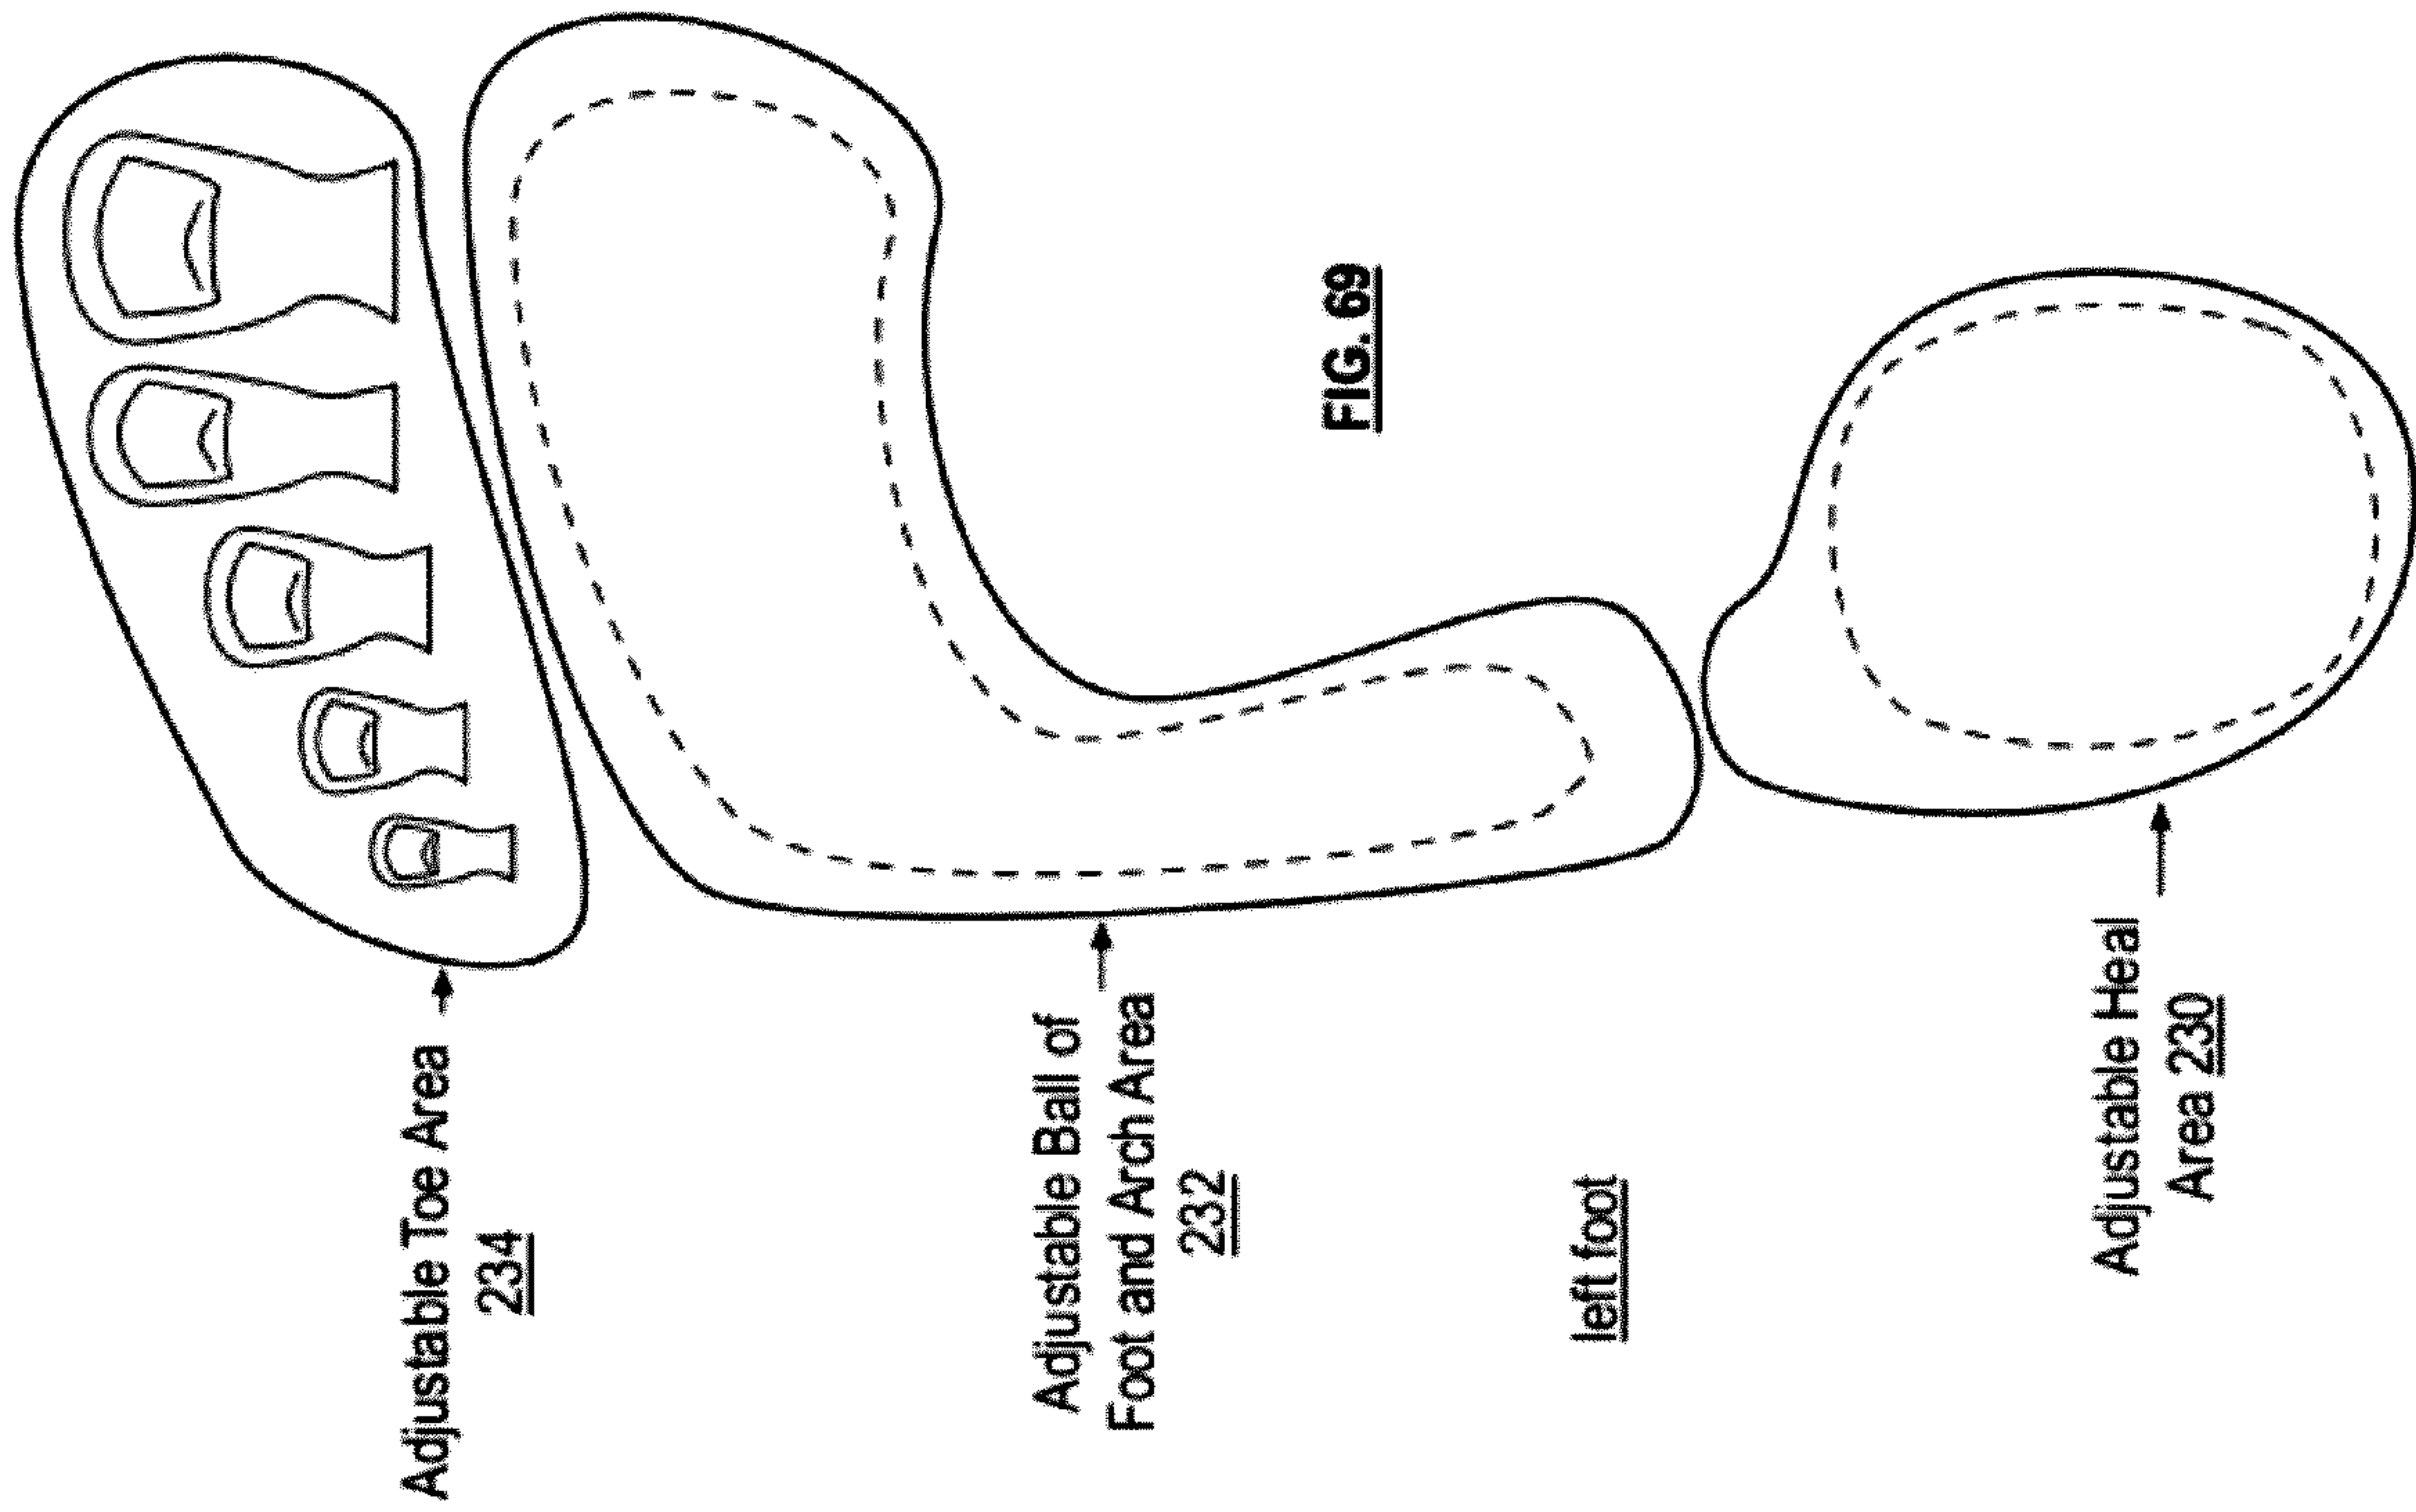 Adjustable Toe Area
234
Adjustable Ball of
Foot and Arch Area
232
FIG. 69
left foot
Adjustable Heal
Area 230